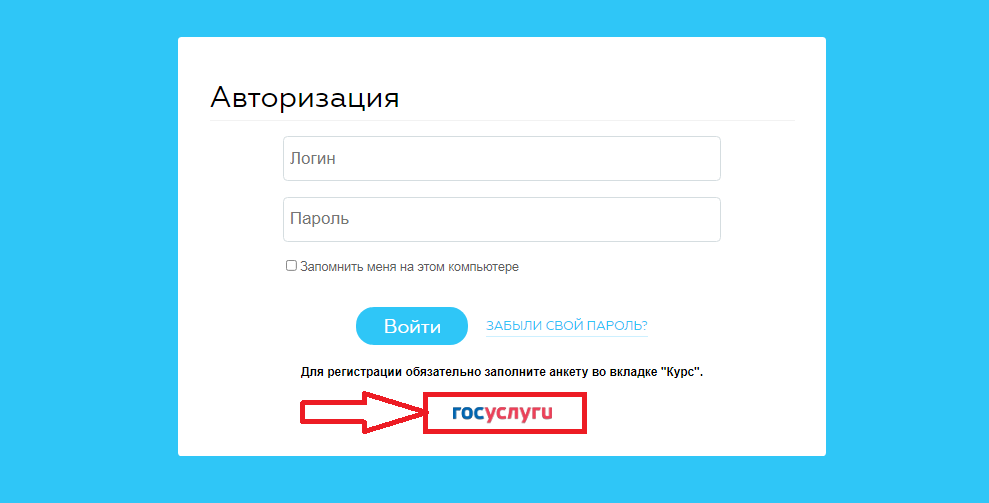 Авторизация
Логин
Пароль
Запомнить меня на этом компьютере
Войти ЗАБЫЛИ СВОЙ ПАРОЛЬ?
Для регистрации обязательно заполните анкету во вкладке "Курс".
госуслуги